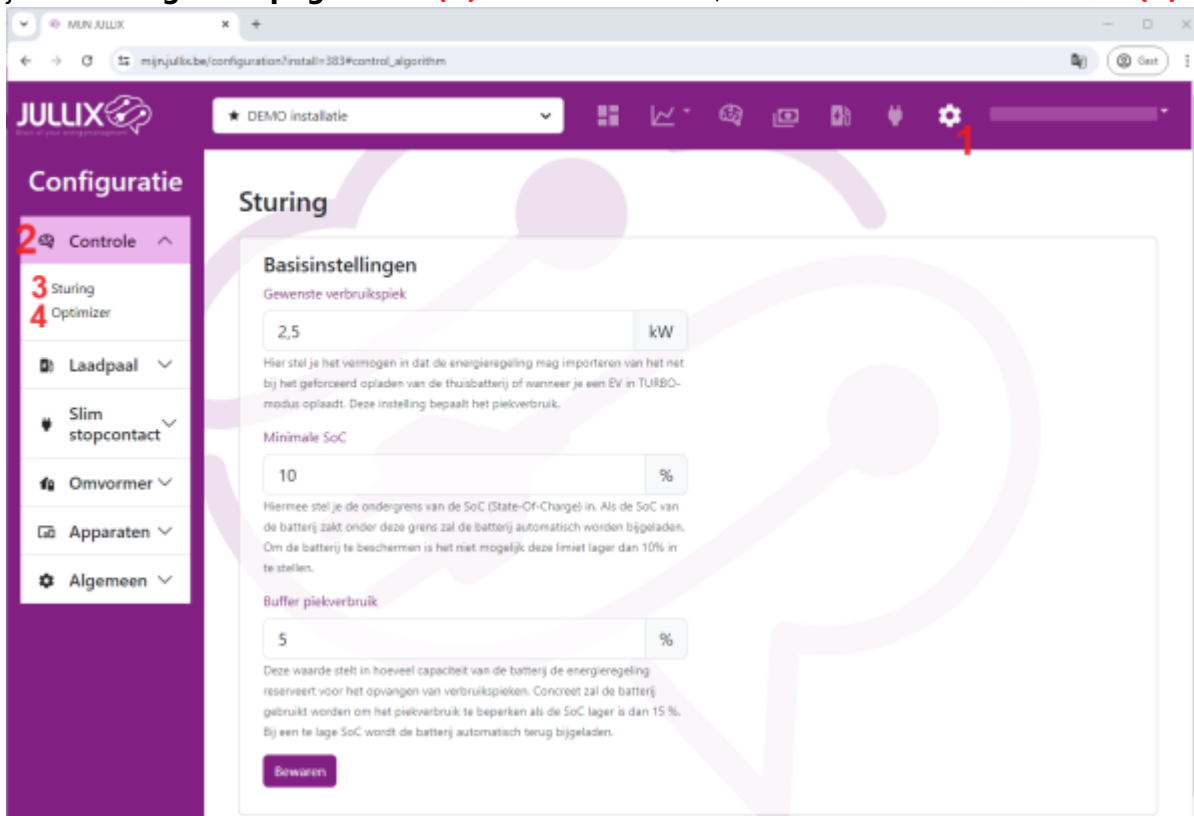 MIJN JULLIX
mijn.jullix.be/configuration?install=383#control_algorithm
Gast
JULLIX
DEMO installatie
1
Configuratie
2 Controle
3 Sturing
4 Optimizer
Laadpaal
Slim
stopcontact
Omvormer
Apparaten
Algemeen
Sturing
Basisinstellingen
Gewenste verbruikspiek
2,5 kW
Hier stel je het vermogen in dat de energieregeling mag importeren van het net
bij het geforceerd opladen van de thuisbatterij of wanneer je een EV in TURBO-
modus oplaadt. Deze instelling bepaalt het piekverbruik.
Minimale SoC
10 %
Hiermee stel je de ondergrens van de SoC (State-Of-Charge) in. Als de SoC van
de batterij zakt onder deze grens zal de batterij automatisch worden bijgeladen.
Om de batterij te beschermen is het niet mogelijk deze limiet lager dan 10% in
te stellen.
Buffer piekverbruik
5 %
Deze waarde stelt in hoeveel capaciteit van de batterij de energieregeling
reserveert voor het opvangen van verbruikspieken. Concreet zal de batterij
gebruikt worden om het piekverbruik te beperken als de SoC lager is dan 15 %.
Bij een te lage SoC wordt de batterij automatisch terug bijgeladen.
Bewaren